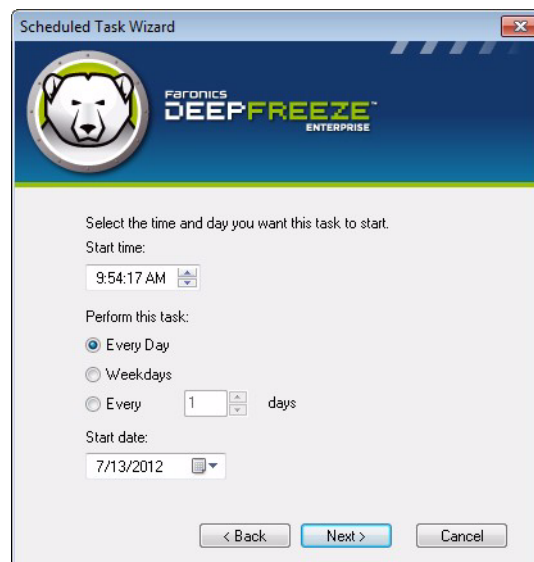 Scheduled Task Wizard
Faronics
DEEPFREEZE™
ENTERPRISE
Select the time and day you want this task to start.
Start time:
9:54:17 AM
Perform this task:
Every Day
Weekdays
Every 1 days
Start date:
7/13/2012
< Back Next > Cancel